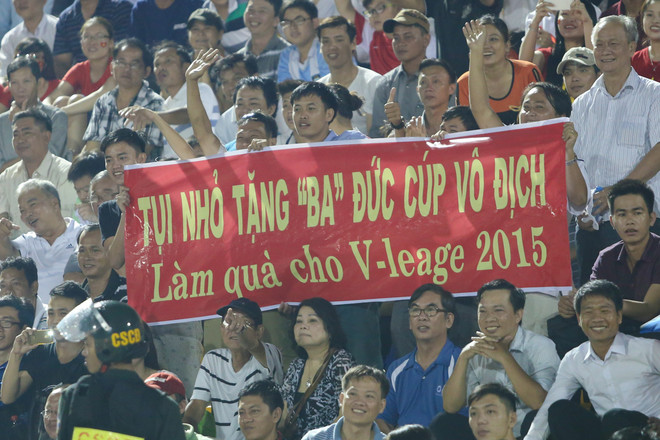 TỤI NHỎ TẶNG “BA” ĐỨC CÚP VÔ ĐỊCH
Làm quà cho V-leage 2015
CSCĐ